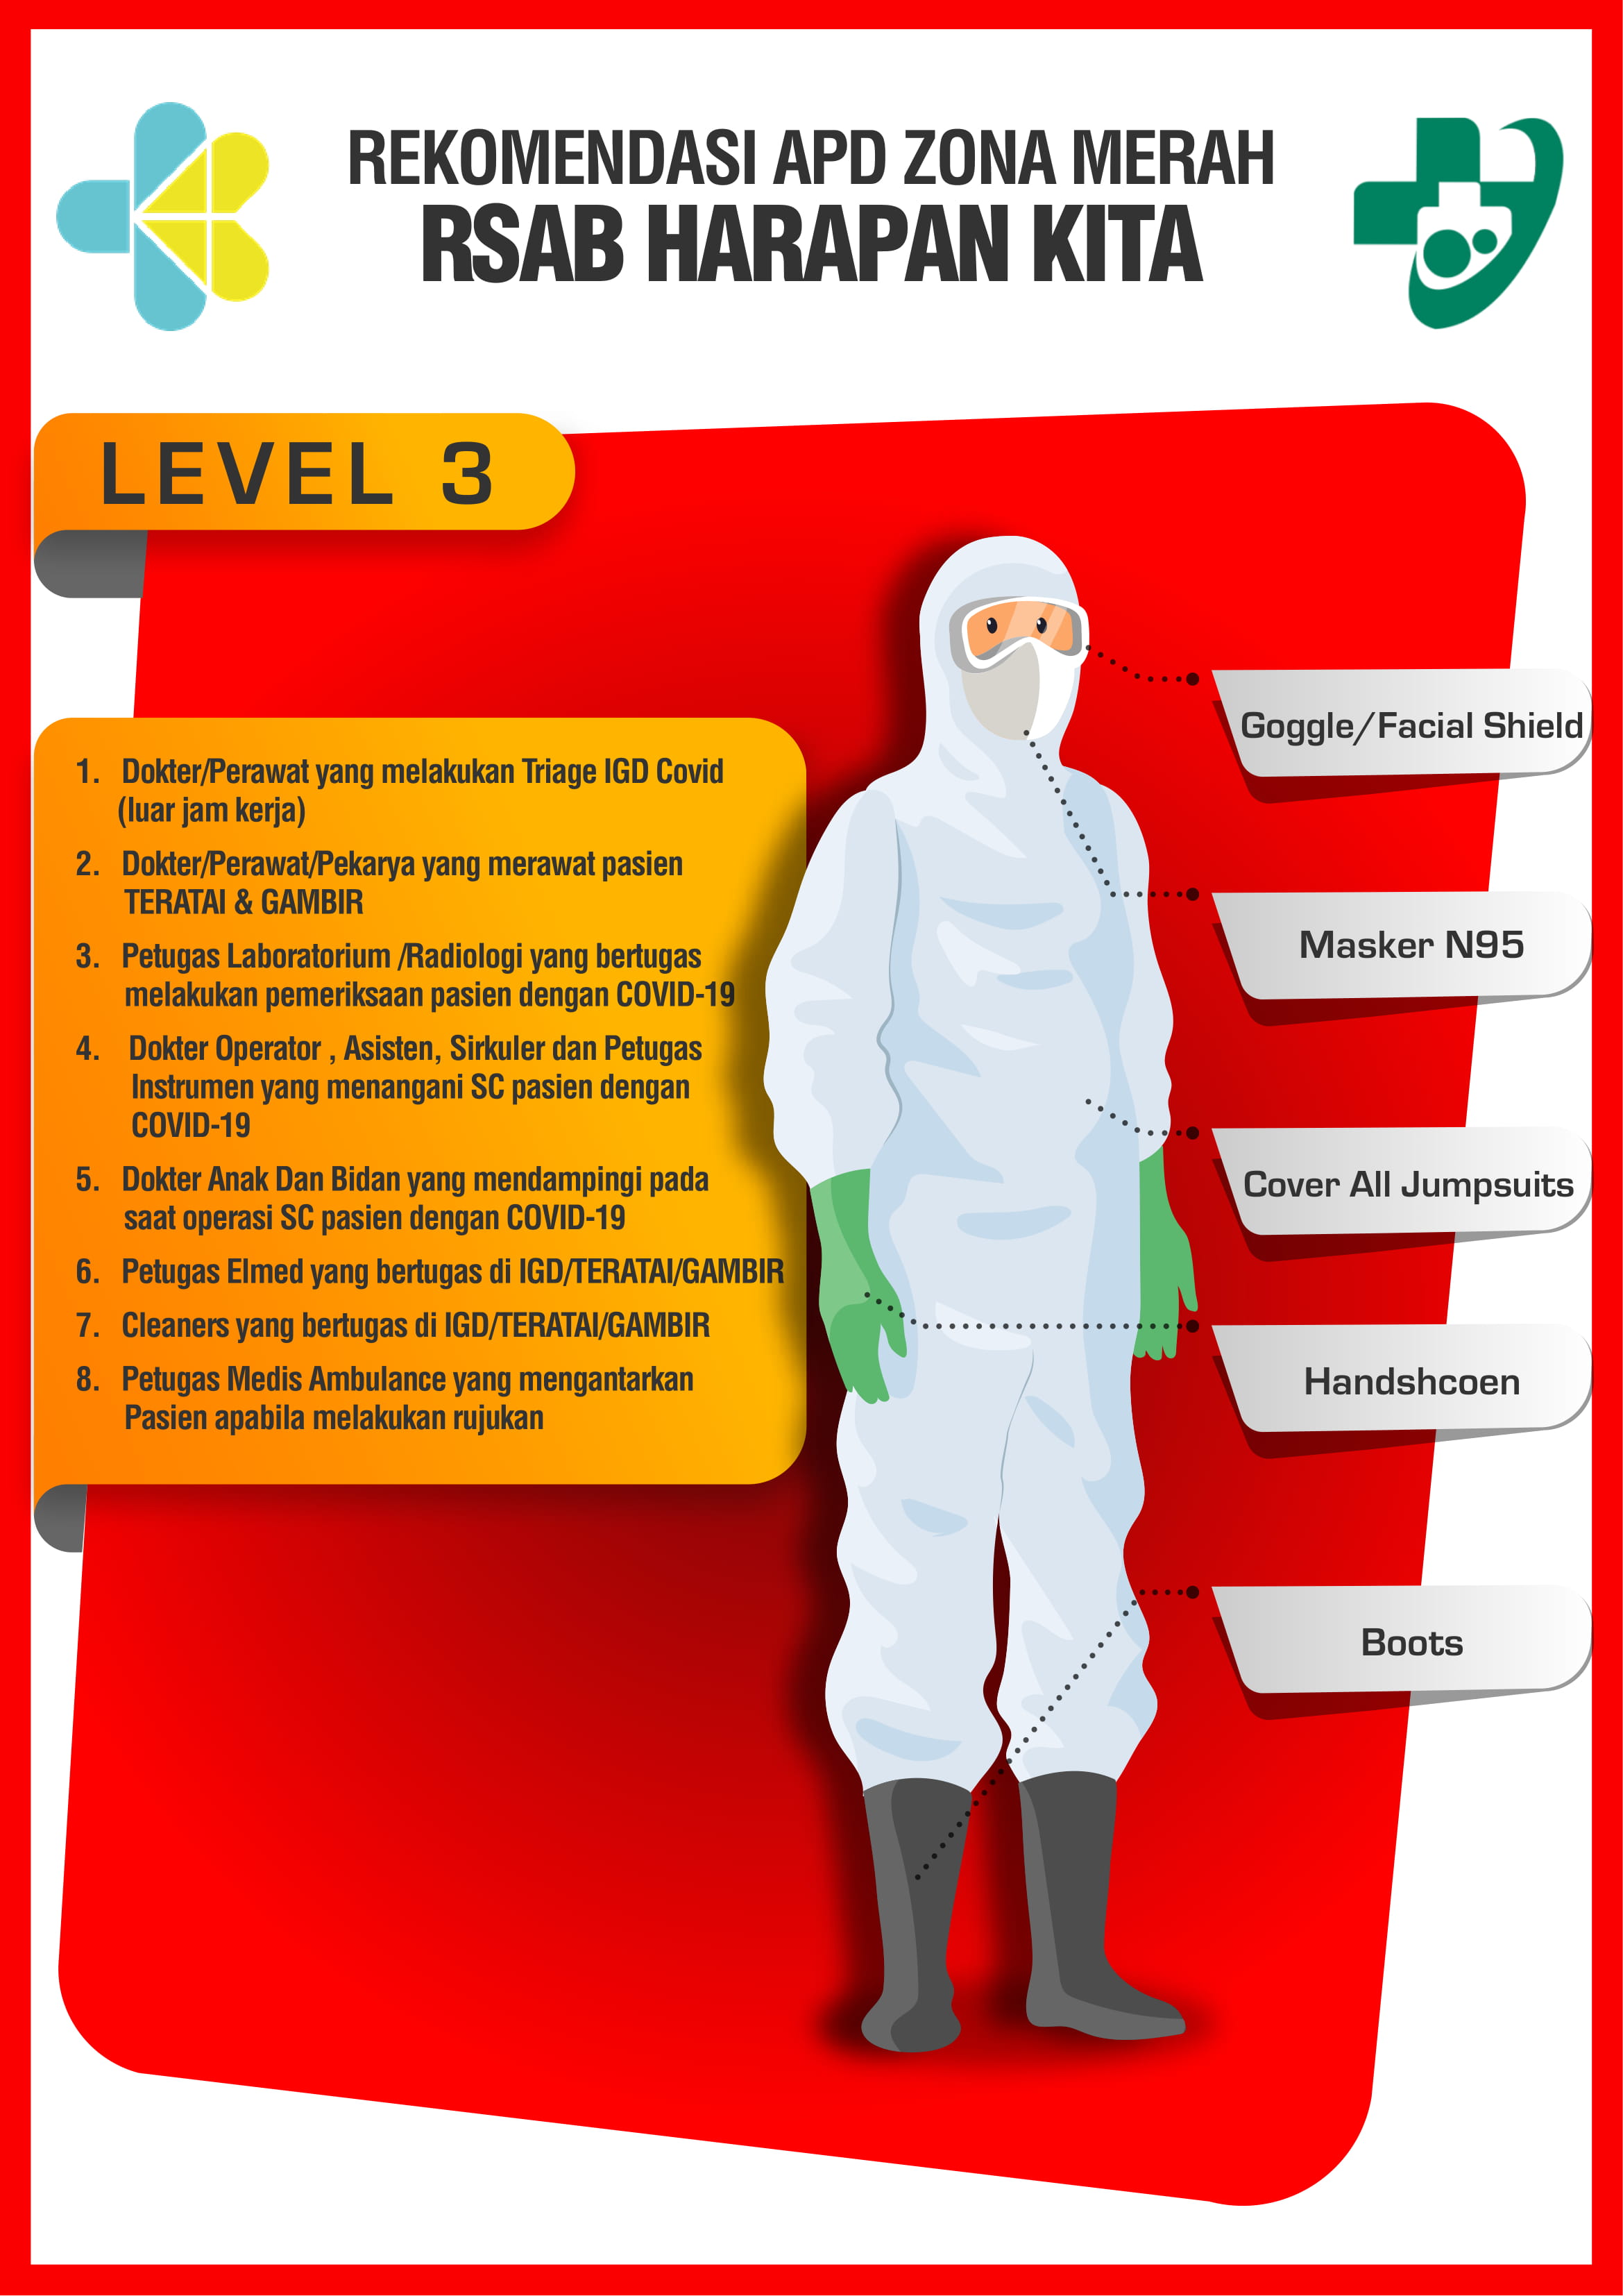 REKOMENDASI APD ZONA MERAH
RSAB HARAPAN KITA
LEVEL 3
1. Dokter/Perawat yang melakukan Triage IGD Covid
(luar jam kerja)
2. Dokter/Perawat/Pekarya yang merawat pasien
TERATAI & GAMBIR
3. Petugas Laboratorium /Radiologi yang bertugas
melakukan pemeriksaan pasien dengan COVID-19
4. Dokter Operator , Asisten, Sirkuler dan Petugas
Instrumen yang menangani SC pasien dengan
COVID-19
5. Dokter Anak Dan Bidan yang mendampingi pada
saat operasi SC pasien dengan COVID-19
6. Petugas Elmed yang bertugas di IGD/TERATAI/GAMBIR
7. Cleaners yang bertugas di IGD/TERATAI/GAMBIR
8. Petugas Medis Ambulance yang mengantarkan
Pasien apabila melakukan rujukan
Goggle/Facial Shield
Masker N95
Cover All Jumpsuits
Handshcoen
Boots